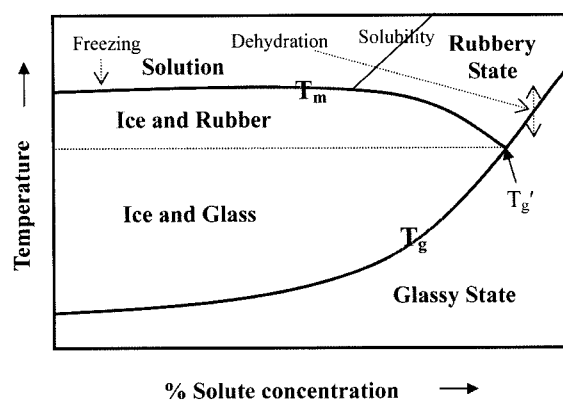 Freezing
Dehydration
Solubility
Rubbery
State
Solution
Tm
Ice and Rubber
Temperature
Tg'
Ice and Glass
Tg
Glassy State
% Solute concentration